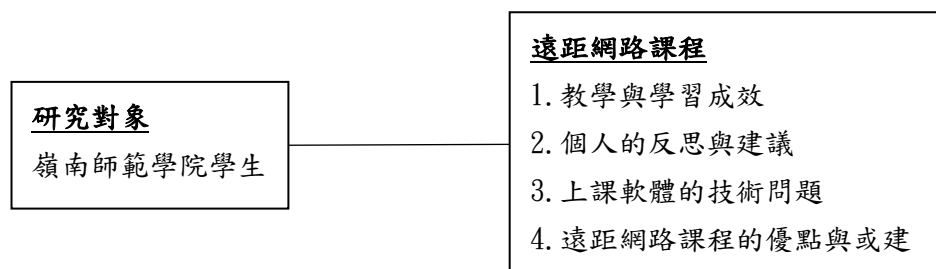 研究對象
嶺南師範學院學生
遠距網路課程
1.教學與學習成效
2.個人的反思與建議
3.上課軟體的技術問題
4.遠距網路課程的優點與或建